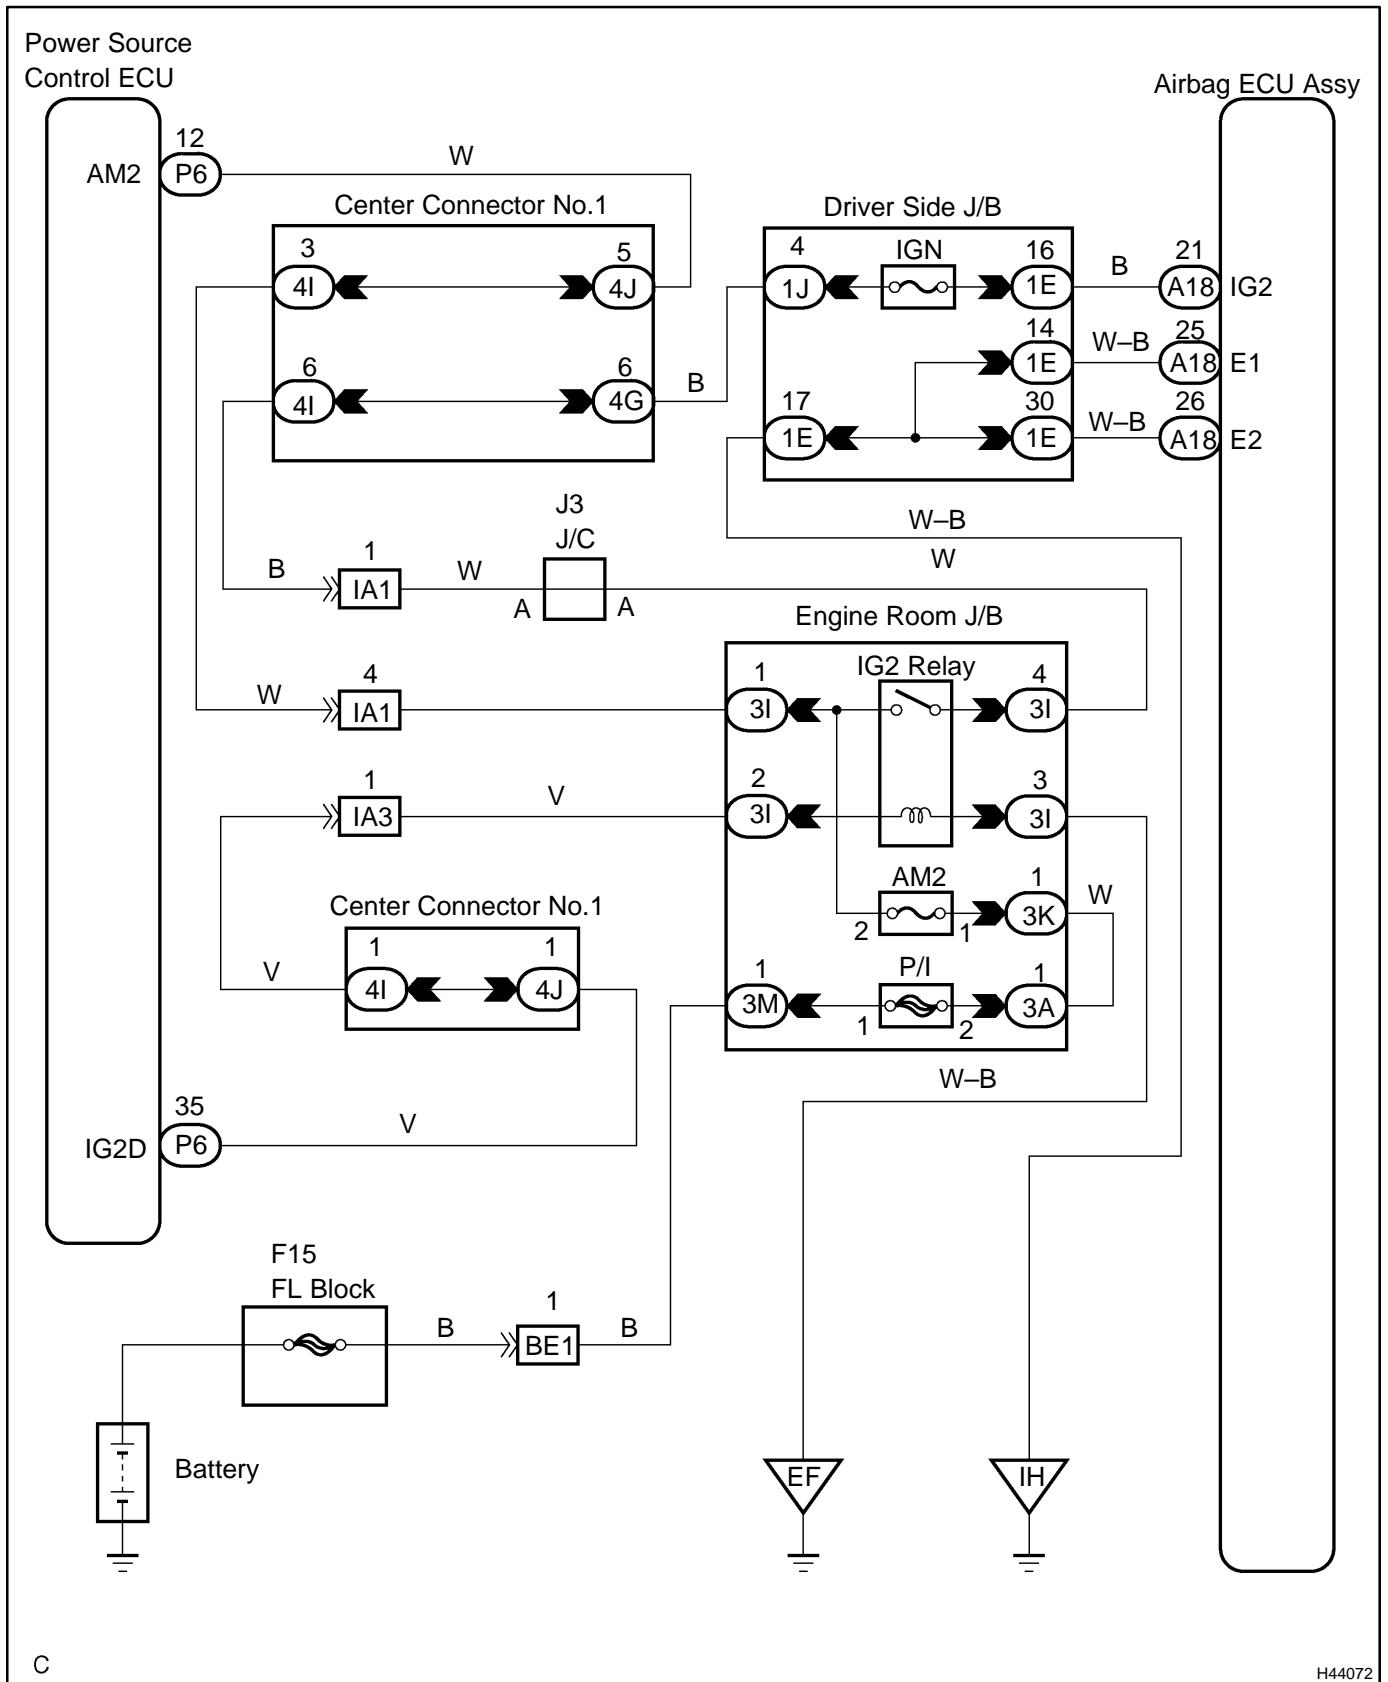 Power Source
Control ECU
Airbag ECU Assy
12
AM2
P6
W
Center Connector No.1
Driver Side J/B
3
5
4
IGN
16
B
21
4I
4J
1J
1E
A18
IG2
14
W–B
25
1E
A18
E1
6
6
B
17
30
W–B
26
4I
4G
1E
1E
A18
E2
J3
J/C
W–B
W
B
1
IA1
W
A
A
Engine Room J/B
IG2 Relay
W
4
IA1
1
3I
4
3I
1
IA3
V
2
3I
3
3I
AM2
1
W
2
1
3K
Center Connector No.1
V
1
1
4I
4J
1
P/I
1
3M
1
2
3A
W–B
35
IG2D
P6
V
F15
FL Block
B
1
BE1
B
Battery
EF
IH
C
H44072